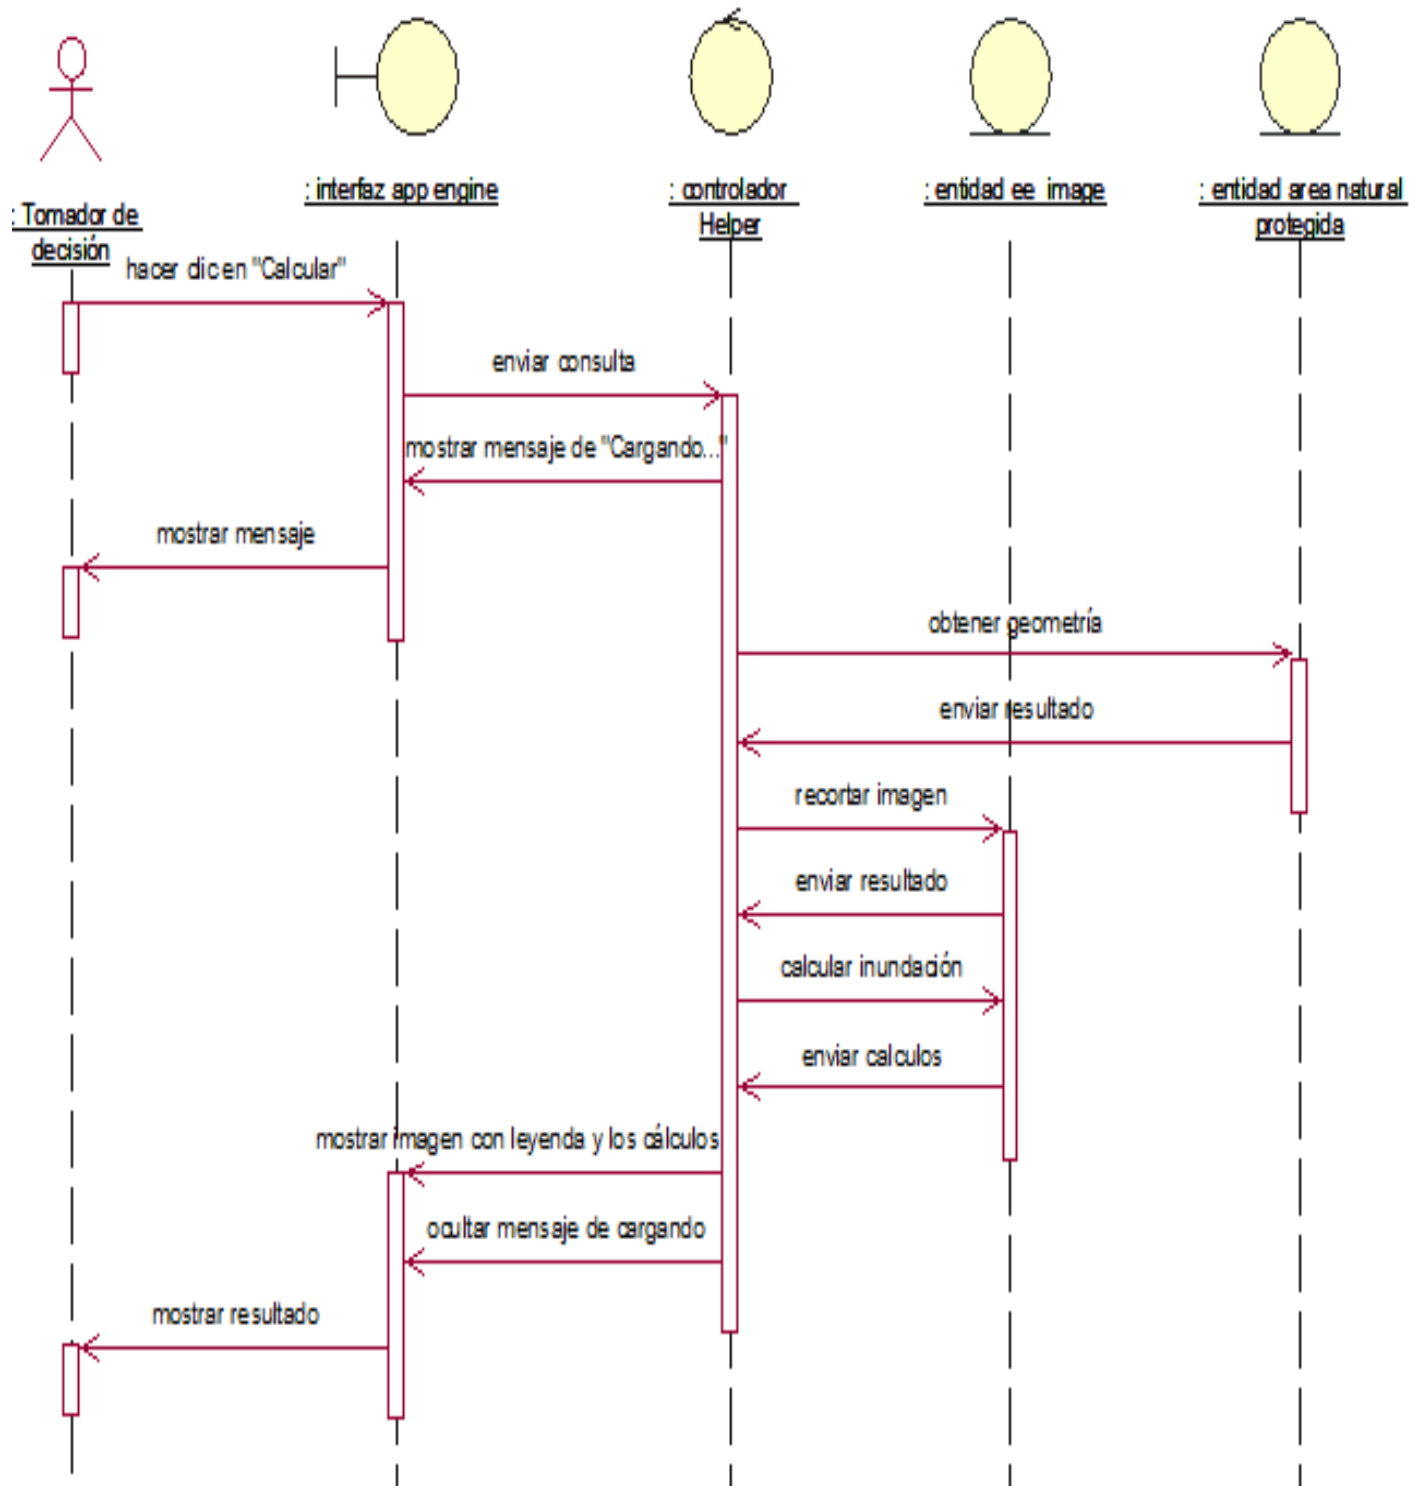 : Tomador de
decisión
: interfaz app engine
: controlador
Helper
: entidad ee_image
: entidad area natural
protegida
hacer clic en "Calcular"
enviar consulta
mostrar mensaje de "Cargando..."
mostrar mensaje
obtener geometría
enviar resultado
recortar imagen
enviar resultado
calcular inundación
enviar calculos
mostrar imagen con leyenda y los cálculos
ocultar mensaje de cargando
mostrar resultado